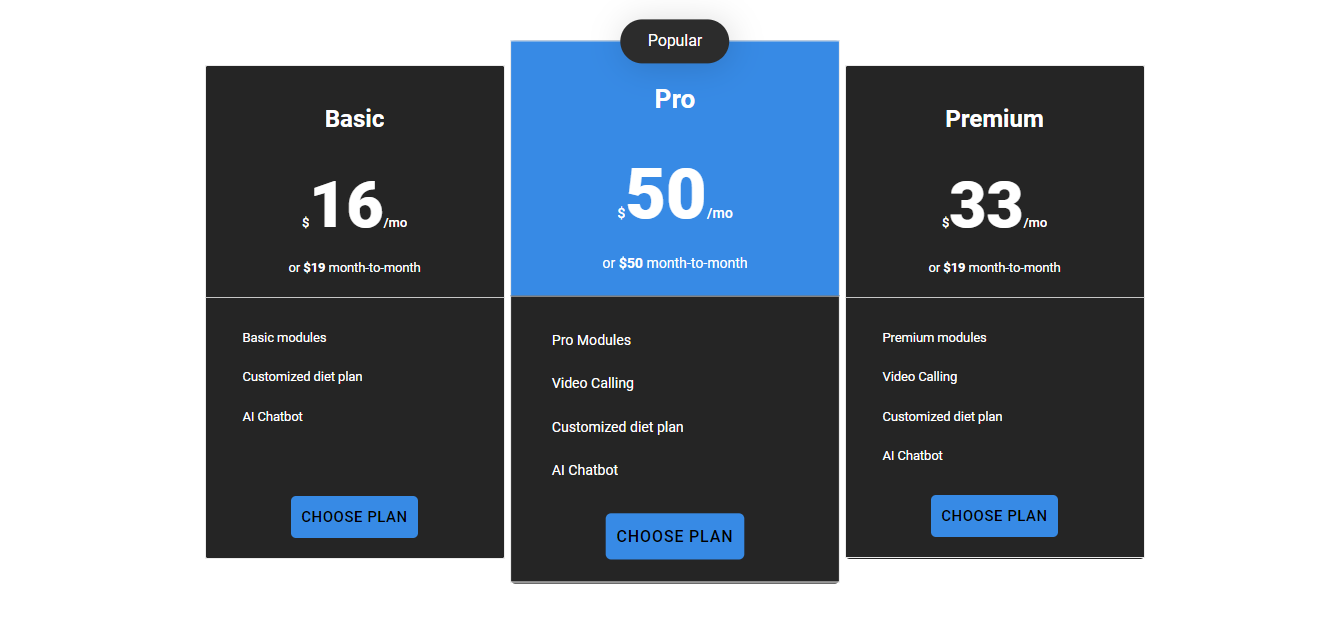 Basic
$16/mo
or $19 month-to-month
Basic modules
Customized diet plan
AI Chatbot
CHOOSE PLAN
Popular
Pro
$50/mo
or $50 month-to-month
Pro Modules
Video Calling
Customized diet plan
AI Chatbot
CHOOSE PLAN
Premium
$33/mo
or $19 month-to-month
Premium modules
Video Calling
Customized diet plan
AI Chatbot
CHOOSE PLAN